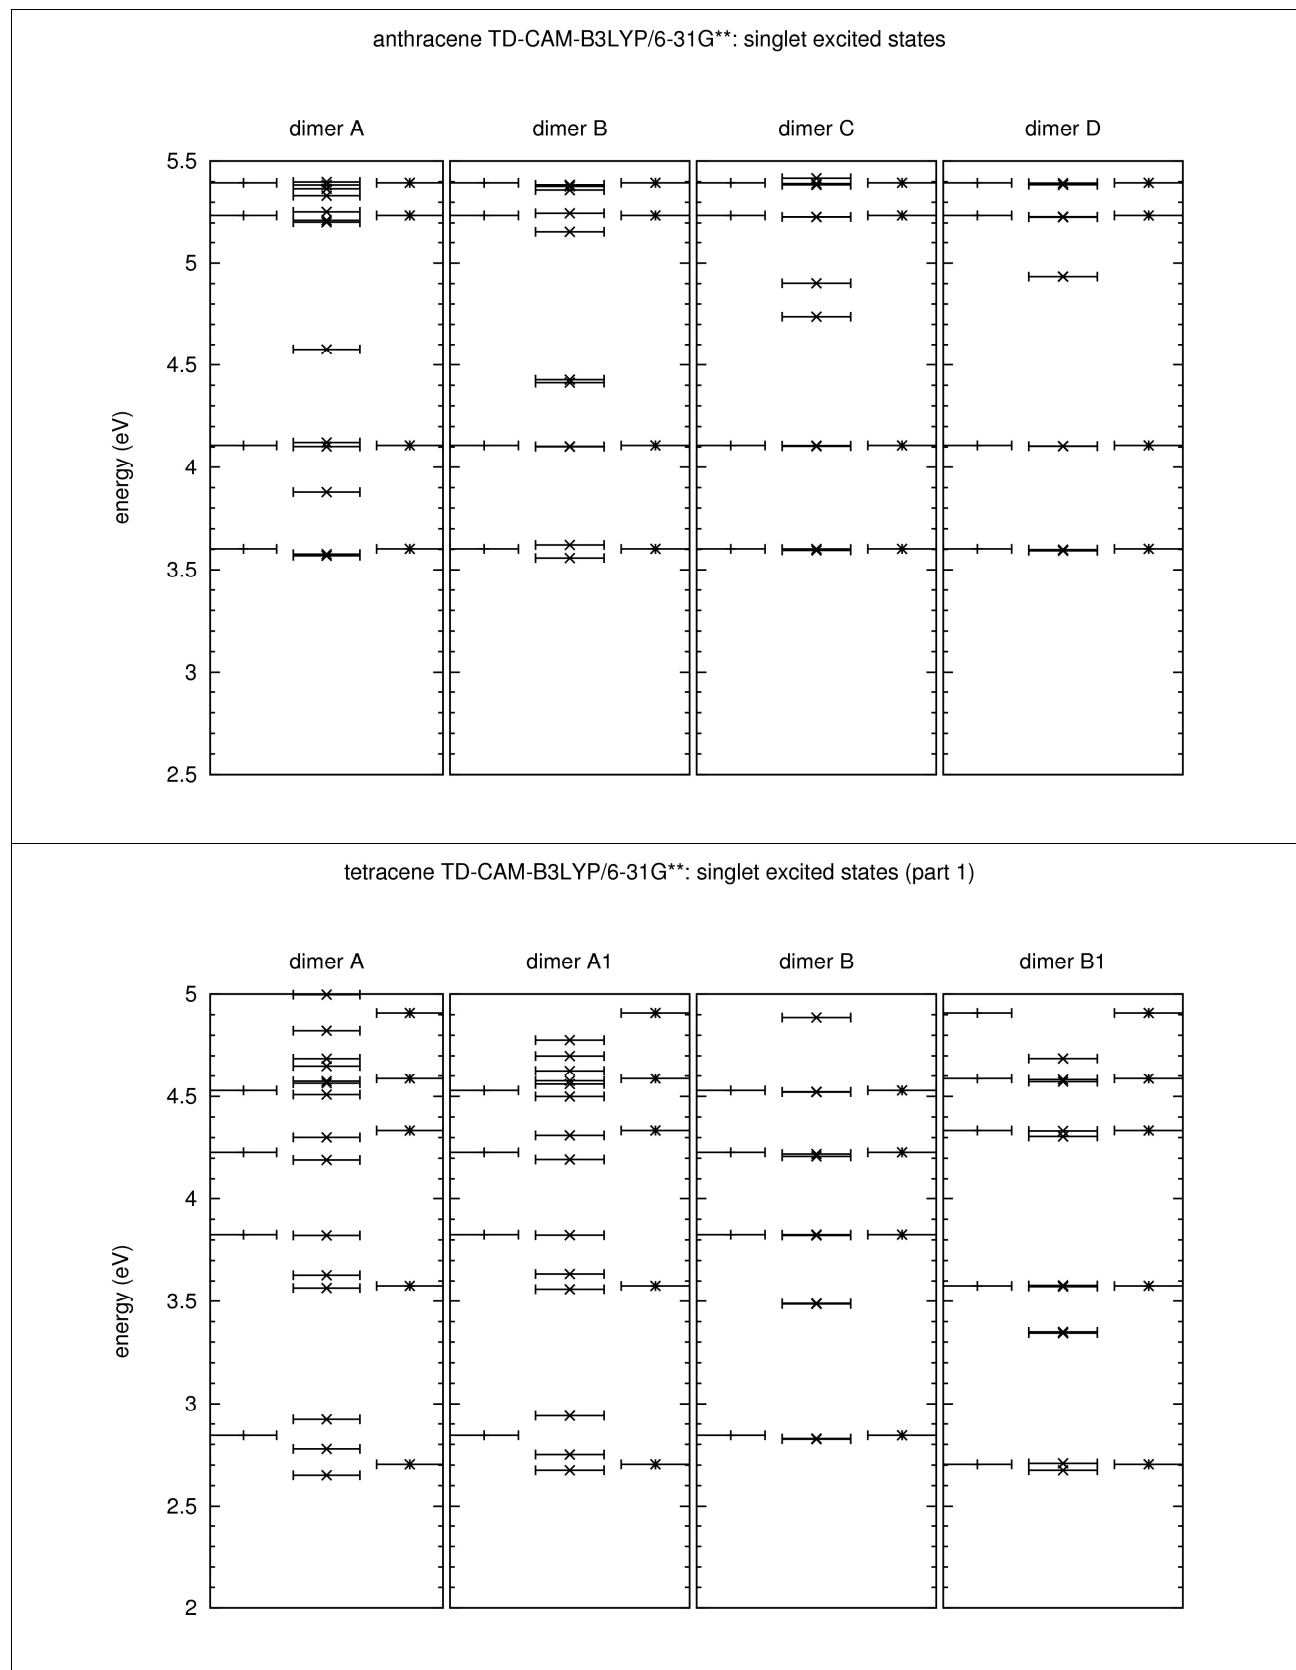 anthracene TD-CAM-B3LYP/6-31G**: singlet excited states
dimer A dimer B dimer C dimer D
5.5
5
4.5
4
3.5
3
2.5
energy (eV)
tetracene TD-CAM-B3LYP/6-31G**: singlet excited states (part 1)
dimer A dimer A1 dimer B dimer B1
5
4.5
4
3.5
3
2.5
2
energy (eV)